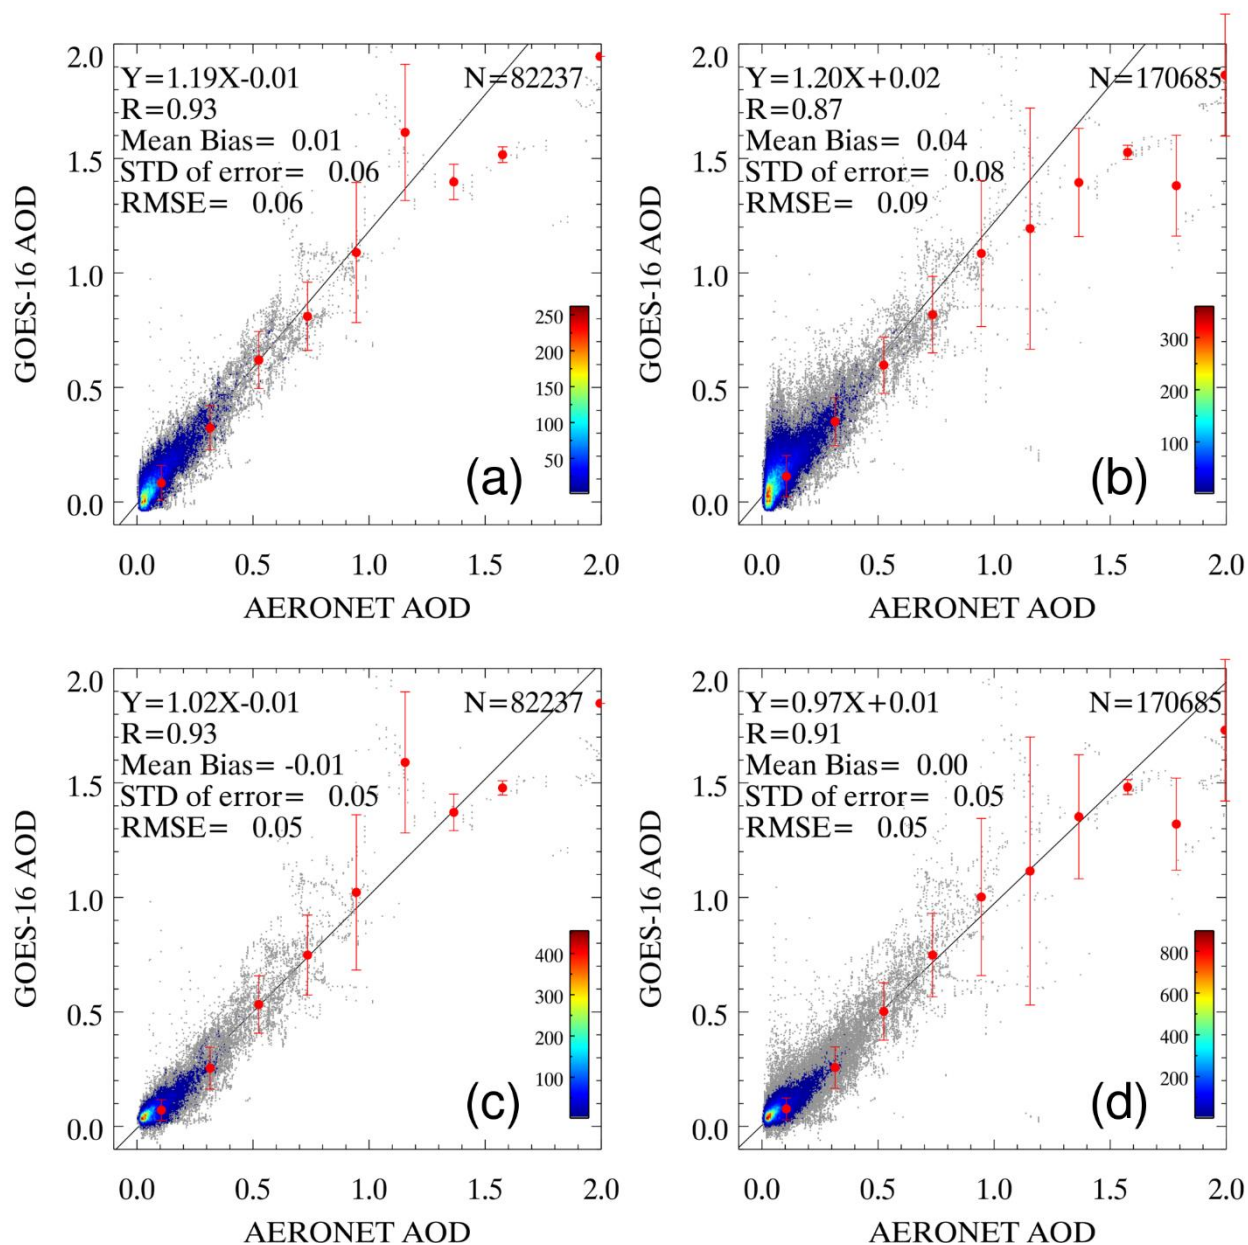 Y=1.19X-0.01
N=82237
R=0.93
Mean Bias= 0.01
STD of error= 0.06
RMSE= 0.06
2.0
1.5
1.0
0.5
0.0
GOES-16 AOD
250
200
150
100
50
(a)
0.0 0.5 1.0 1.5 2.0
AERONET AOD
Y=1.20X+0.02
N=170685
R=0.87
Mean Bias= 0.04
STD of error= 0.08
RMSE= 0.09
2.0
1.5
1.0
0.5
0.0
GOES-16 AOD
300
200
100
(b)
0.0 0.5 1.0 1.5 2.0
AERONET AOD
Y=1.02X-0.01
N=82237
R=0.93
Mean Bias= -0.01
STD of error= 0.05
RMSE= 0.05
2.0
1.5
1.0
0.5
0.0
GOES-16 AOD
400
300
200
100
(c)
0.0 0.5 1.0 1.5 2.0
AERONET AOD
Y=0.97X+0.01
N=170685
R=0.91
Mean Bias= 0.00
STD of error= 0.05
RMSE= 0.05
2.0
1.5
1.0
0.5
0.0
GOES-16 AOD
800
600
400
200
(d)
0.0 0.5 1.0 1.5 2.0
AERONET AOD